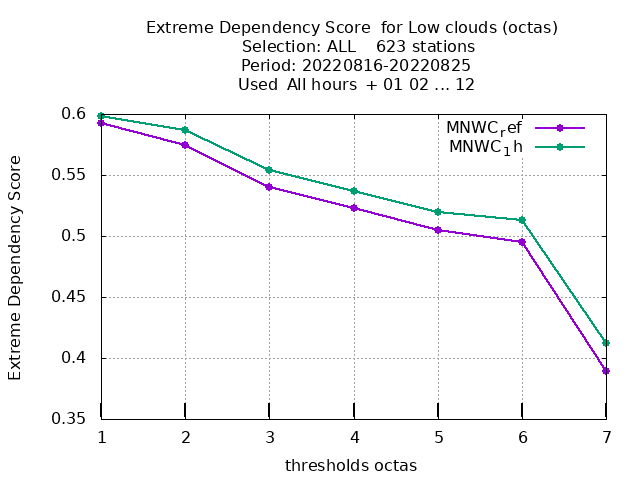 Extreme Dependency Score  for Low clouds (octas)
Selection: ALL    623 stations
Period: 20220816-20220825
Used  All hours  + 01 02 ... 12
MNWCref
MNWC1h
0.6
0.55
0.5
0.45
0.4
0.35
Extreme Dependency Score
1 2 3 4 5 6 7
thresholds octas